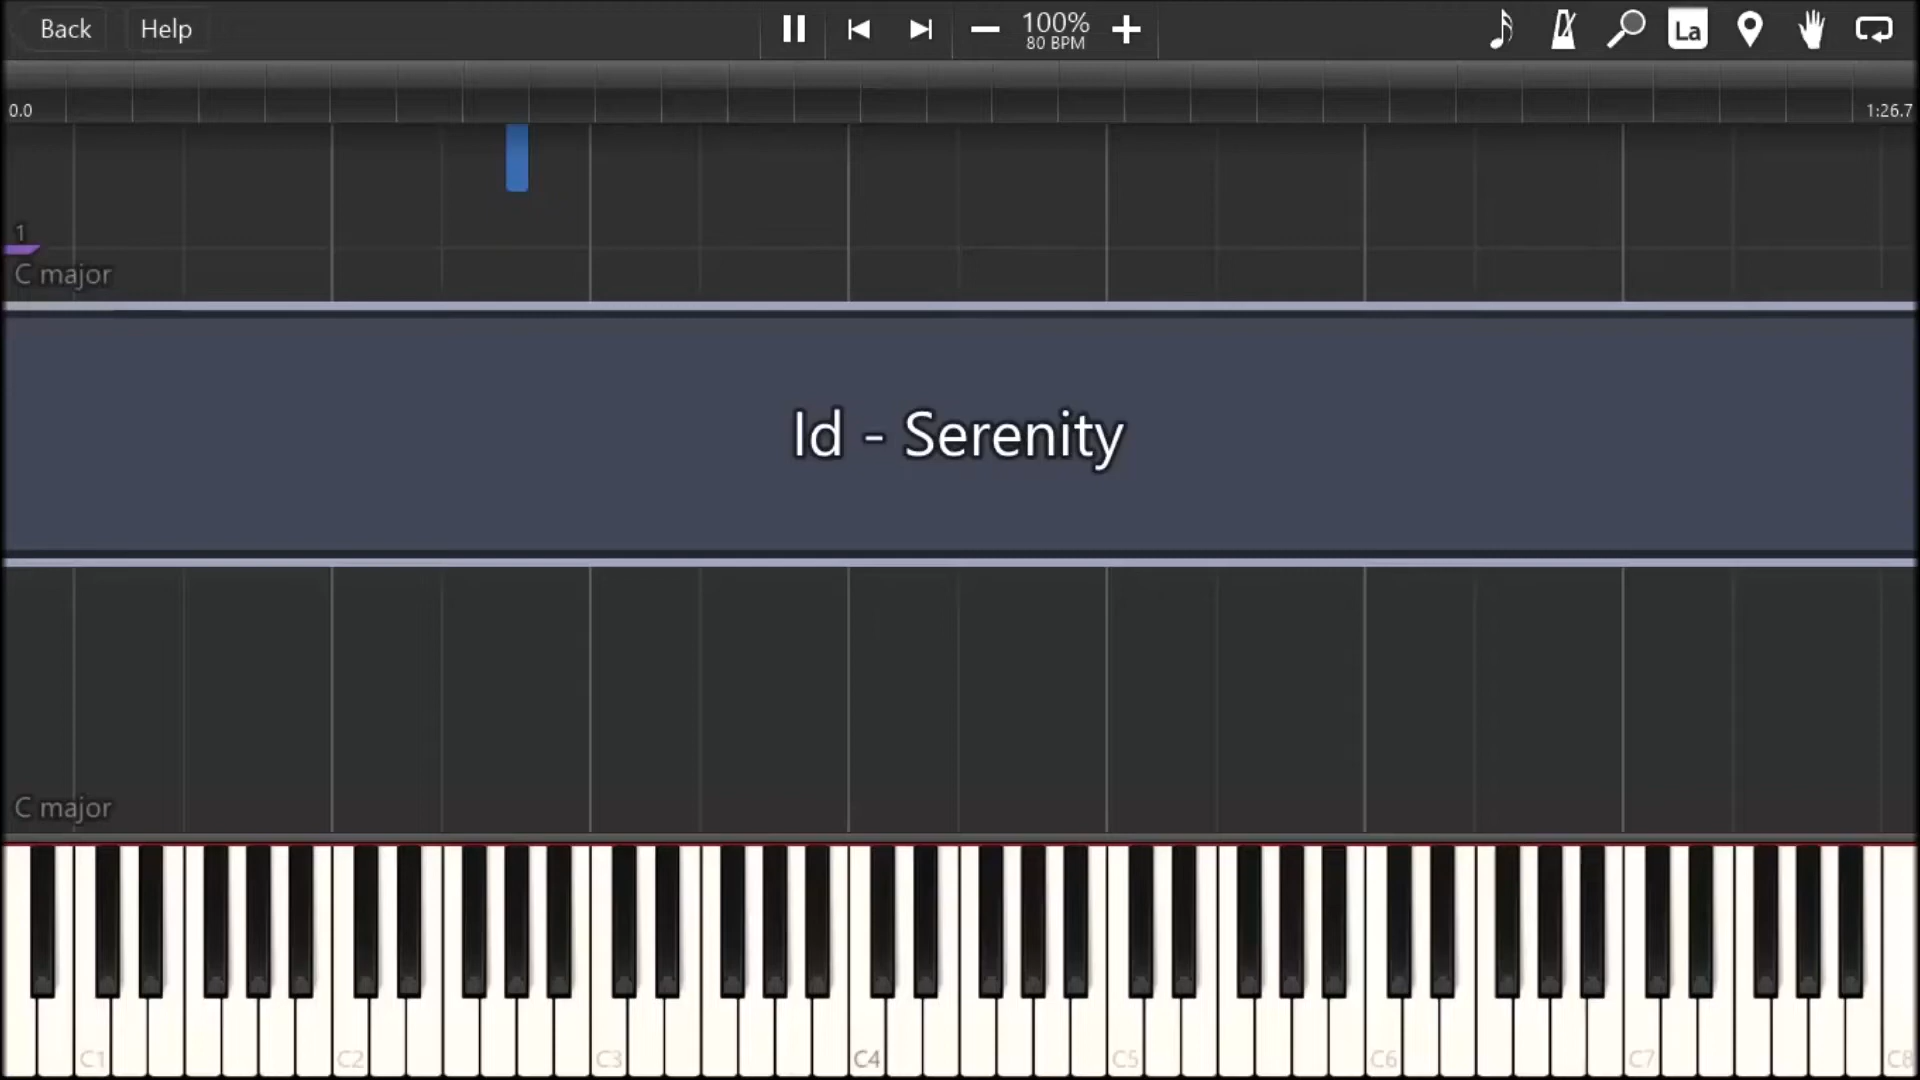 Back
Help
100%
80 BPM
La
0.0
1:26.7
1
C major
Id - Serenity
C major
C1
C2
C3
C4
C5
C6
C7
C8